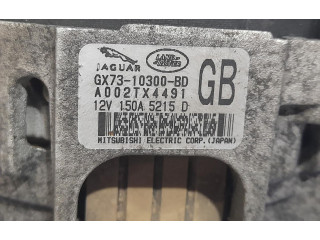 JAGUAR
LAND ROVER
GX73-10300-BD
A002TX4491
GB
12V 150A 5215 D
MITSUBISHI ELECTRIC CORP.(JAPAN)